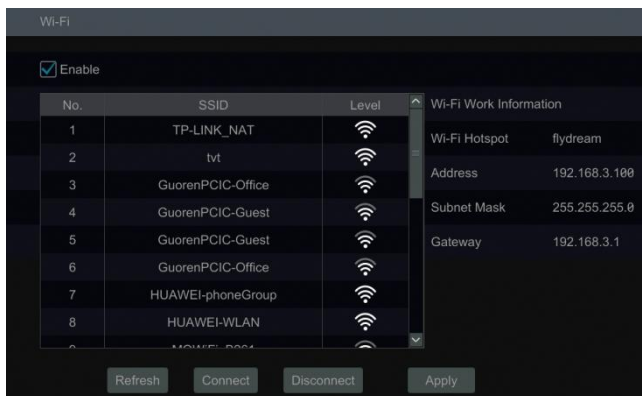 Wi-Fi
Enable
No. SSID Level
1 TP-LINK_NAT
2 tvt
3 GuorenPCIC-Office
4 GuorenPCIC-Guest
5 GuorenPCIC-Guest
6 GuorenPCIC-Office
7 HUAWEI-phoneGroup
8 HUAWEI-WLAN
Wi-Fi Work Information
Wi-Fi Hotspot flydream
Address 192.168.3.100
Subnet Mask 255.255.255.0
Gateway 192.168.3.1
Refresh Connect Disconnect Apply